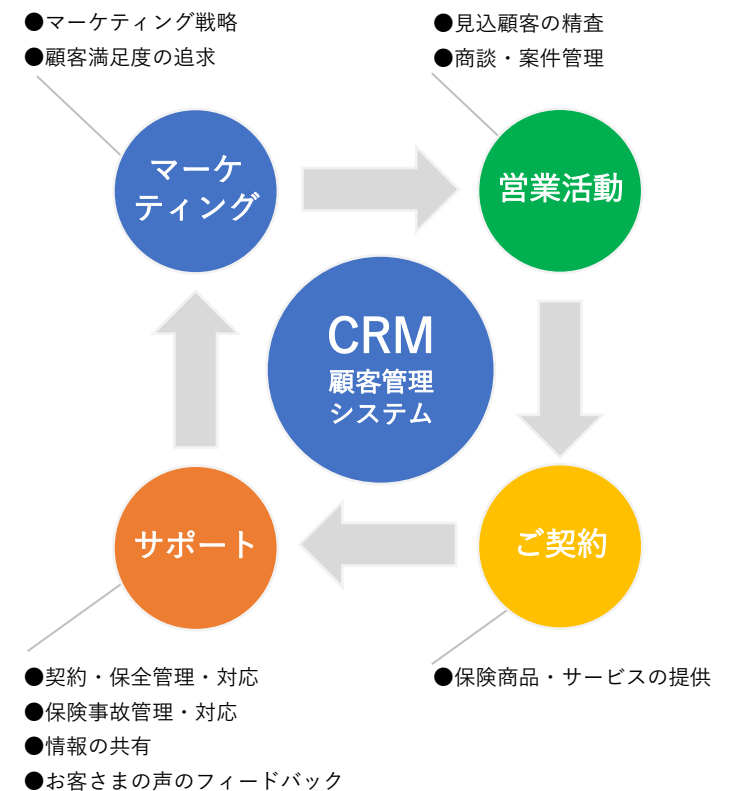 ●マーケティング戦略
●顧客満足度の追求
●見込顧客の精査
●商談・案件管理
マーケ
ティング
営業活動
CRM
顧客管理
システム
サポート
ご契約
●契約・保全管理・対応
●保険事故管理・対応
●情報の共有
●お客さまの声のフィードバック
●保険商品・サービスの提供